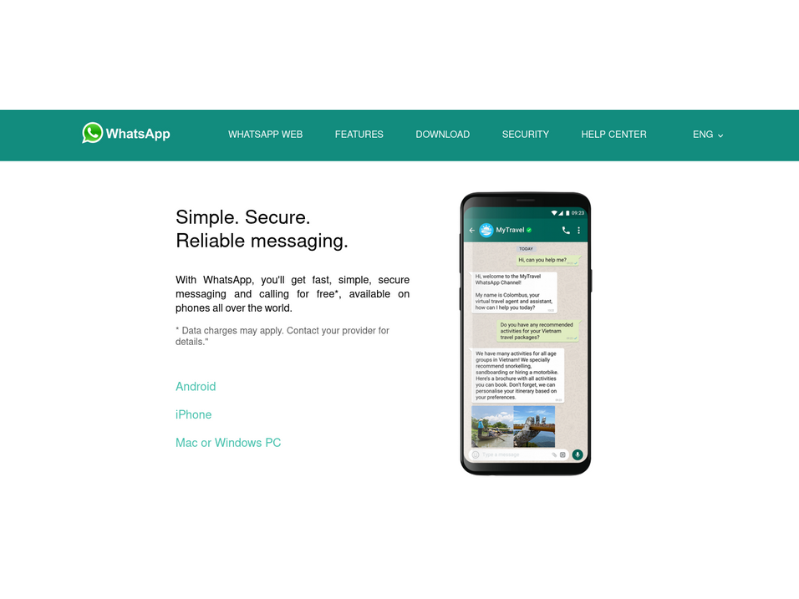 WhatsApp
WHATSAPP WEB
FEATURES
DOWNLOAD
SECURITY
HELP CENTER
ENG
Simple. Secure.
Reliable messaging.
With WhatsApp, you'll get fast, simple, secure
messaging and calling for free*, available on
phones all over the world.
* Data charges may apply. Contact your provider for
details."
Android
iPhone
Mac or Windows PC
09:23
MyTravel
TODAY
Hi, can you help me?
Hi, welcome to the MyTravel
WhatsApp Channel!
My name is Colombus, your
virtual travel agent and assistant,
how can I help you today?
Do you have any recommended
activities for your Vietnam
travel packages?
We have many activities for all age
groups in Vietnam! We specially
recommend snorkelling,
sandboarding or hiring a motorbike.
Here's a brochure with all activities
you can book. Don't forget, we can
personalise your itinerary based on
your preferences.
Type a message